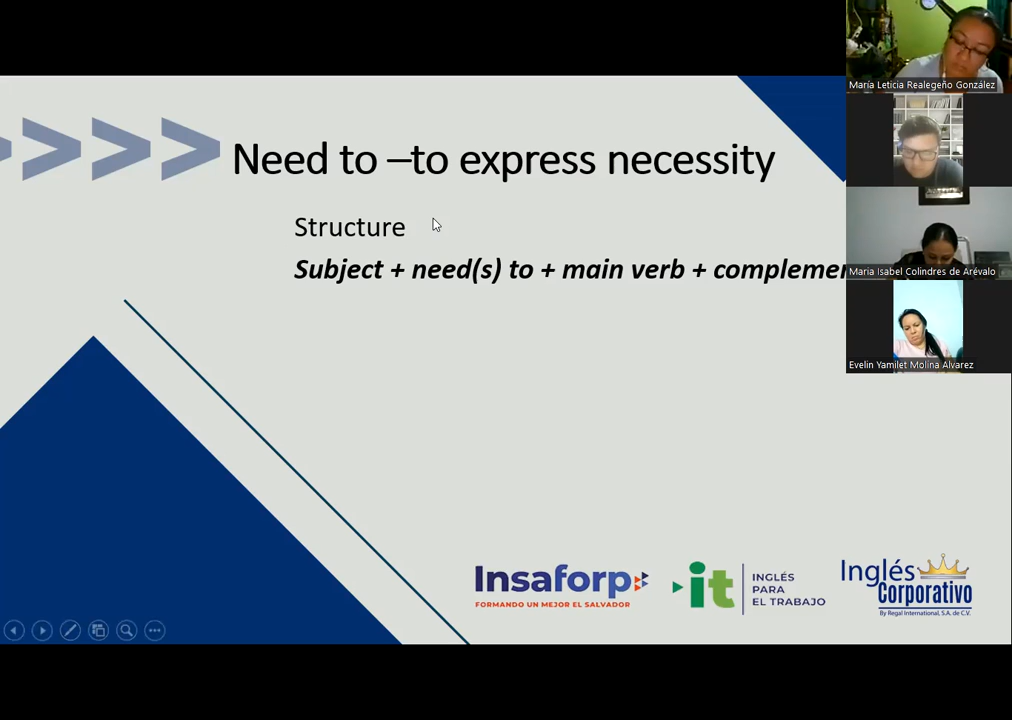 María Leticia Realegeño González
Need to –to express necessity
Structure
Subject + need(s) to + main verb + complemen
Maria Isabel Colindres de Arévalo
Evelin Yamilet Molina Alvarez
Insaforp
FORMANDO UN MEJOR EL SALVADOR
it
INGLÉS
PARA
EL TRABAJO
Inglés
Corporativo
By Regal International, S.A. de C.V.